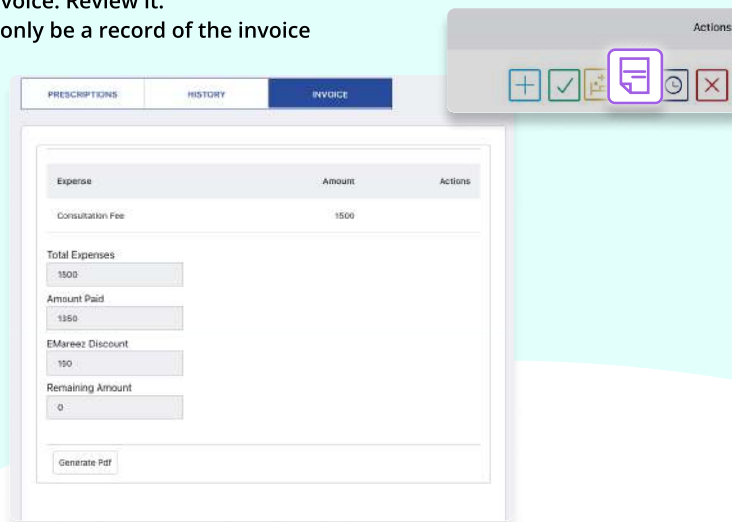 voice. Review it.
only be a record of the invoice
Actions
PRESCRIPTIONS HISTORY INVOICE
Expense Amount Actions
Consultation Fee 1500
Total Expenses
1500
Amount Paid
1350
EMareez Discount
150
Remaining Amount
0
Generate Pdf